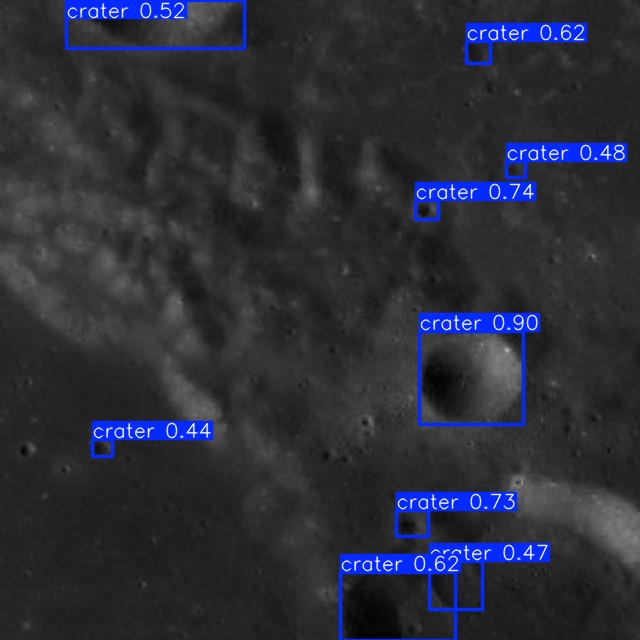 crater 0.52
crater 0.62
crater 0.48
crater 0.74
crater 0.90
crater 0.44
crater 0.73
crater 0.47
crater 0.62